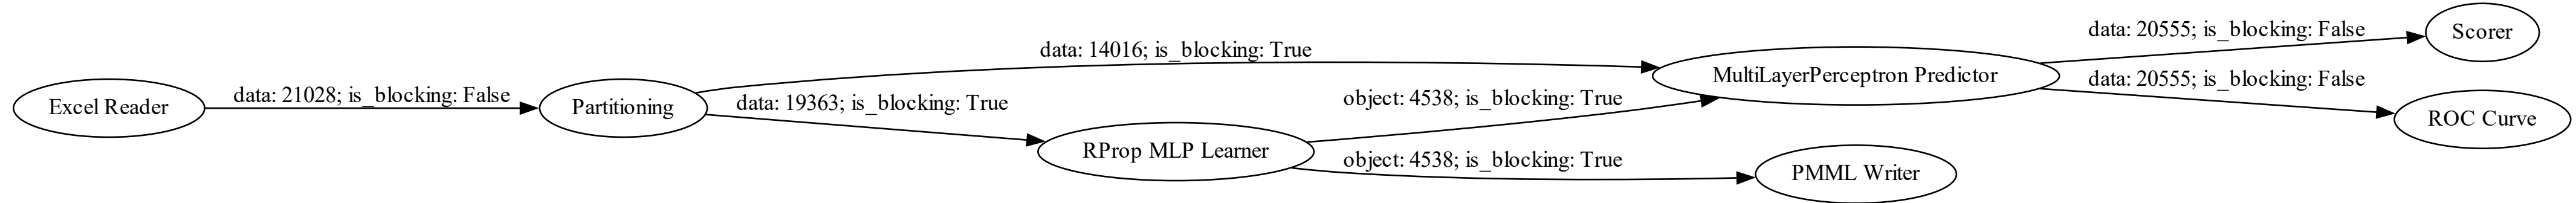 Excel Reader
data: 21028; is_blocking: False
Partitioning
data: 14016; is_blocking: True
data: 19363; is_blocking: True
RProp MLP Learner
object: 4538; is_blocking: True
object: 4538; is_blocking: True
MultiLayerPerceptron Predictor
PMML Writer
data: 20555; is_blocking: False
data: 20555; is_blocking: False
Scorer
ROC Curve